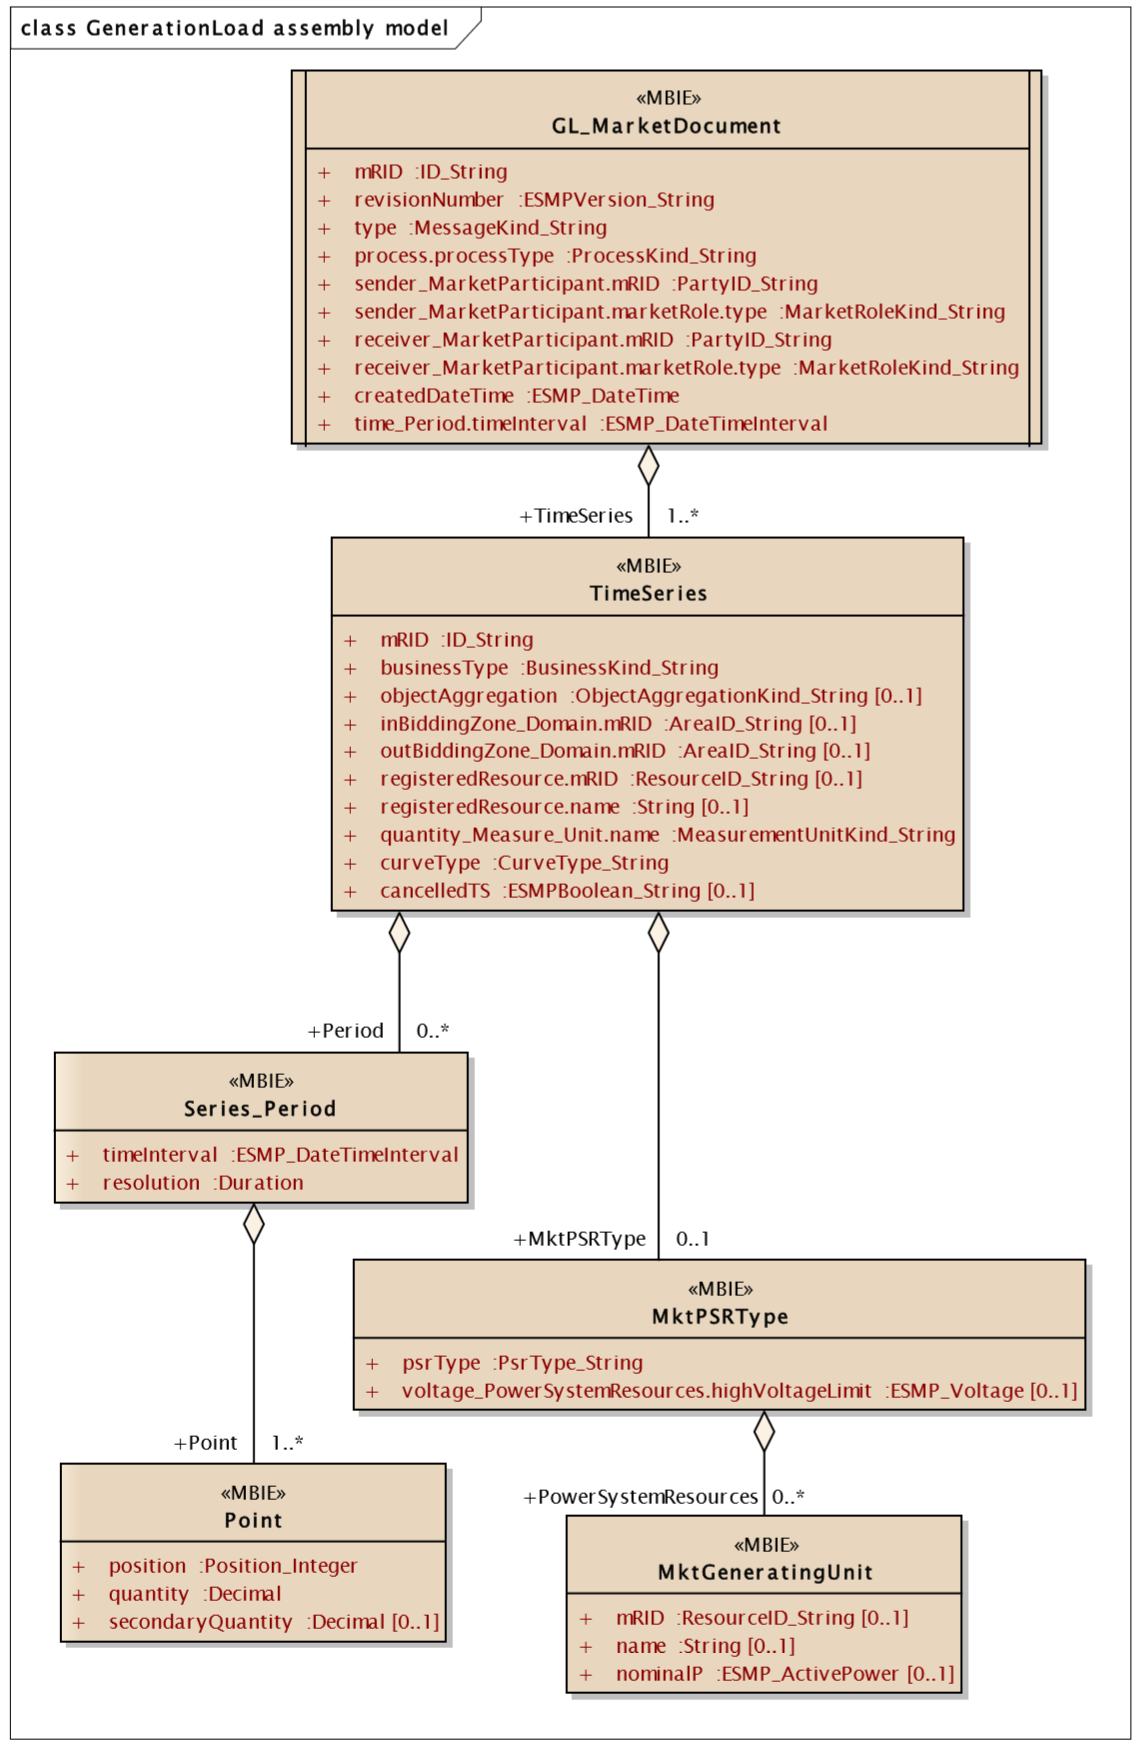 class GenerationLoad assembly model
«MBIE»
GL_MarketDocument
+ mRID :ID_String
+ revisionNumber :ESMPVersion_String
+ type :MessageKind_String
+ process.processType :ProcessKind_String
+ sender_MarketParticipant.mRID :PartyID_String
+ sender_MarketParticipant.marketRole.type :MarketRoleKind_String
+ receiver_MarketParticipant.mRID :PartyID_String
+ receiver_MarketParticipant.marketRole.type :MarketRoleKind_String
+ createdDateTime :ESMP_DateTime
+ time_Period.timeInterval :ESMP_DateTimeInterval
+TimeSeries 1..*
«MBIE»
TimeSeries
+ mRID :ID_String
+ businessType :BusinessKind_String
+ objectAggregation :ObjectAggregationKind_String [0..1]
+ inBiddingZone_Domain.mRID :AreaID_String [0..1]
+ outBiddingZone_Domain.mRID :AreaID_String [0..1]
+ registeredResource.mRID :ResourceID_String [0..1]
+ registeredResource.name :String [0..1]
+ quantity_Measure_Unit.name :MeasurementUnitKind_String
+ curveType :CurveType_String
+ cancelledTS :ESMPBoolean_String [0..1]
+Period 0..*
«MBIE»
Series_Period
+ timeInterval :ESMP_DateTimeInterval
+ resolution :Duration
+MktPSRType 0..1
«MBIE»
MktPSRType
+ psrType :PsrType_String
+ voltage_PowerSystemResources.highVoltageLimit :ESMP_Voltage [0..1]
+Point 1..*
«MBIE»
Point
+ position :Position_Integer
+ quantity :Decimal
+ secondaryQuantity :Decimal [0..1]
+PowerSystemResources 0..*
«MBIE»
MktGeneratingUnit
+ mRID :ResourceID_String [0..1]
+ name :String [0..1]
+ nominalP :ESMP_ActivePower [0..1]